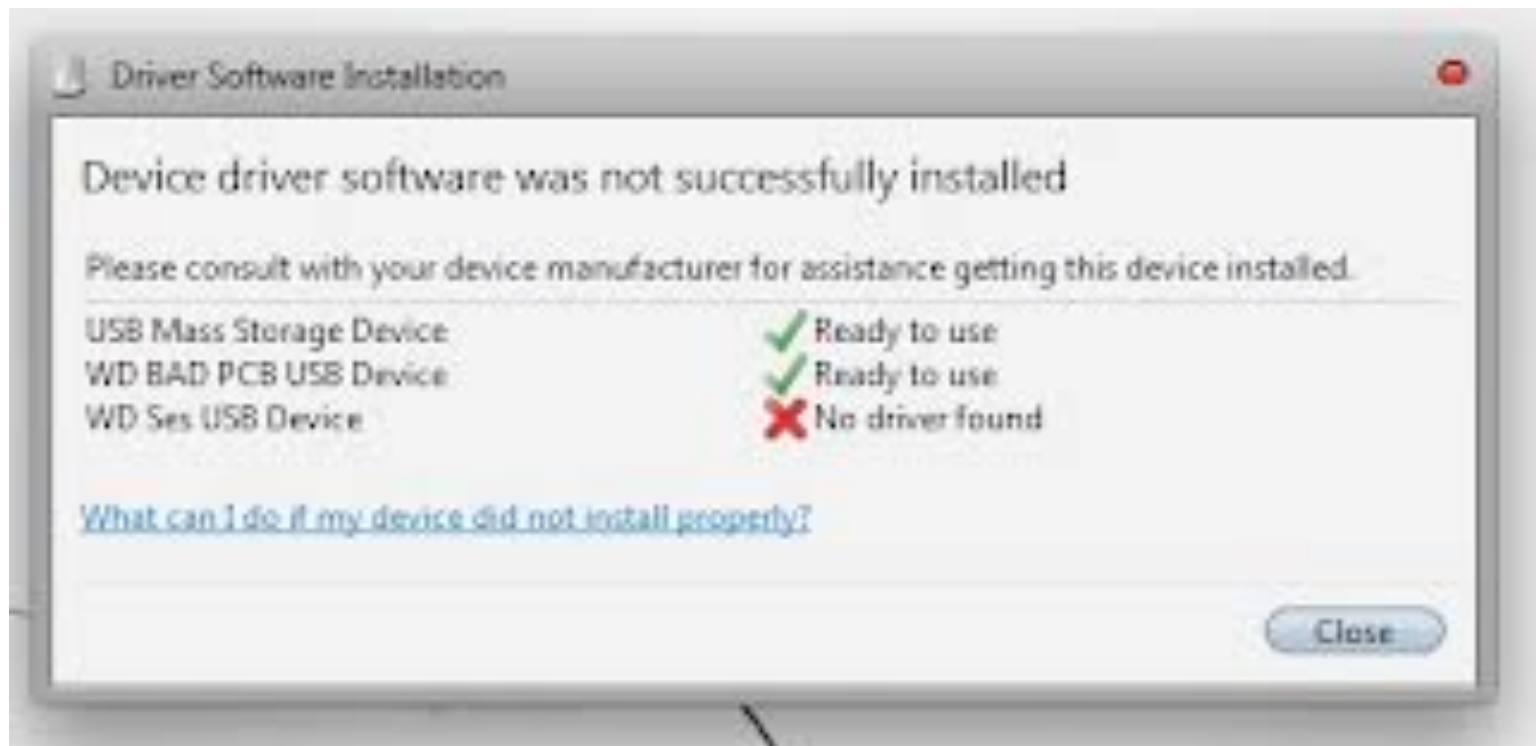 Driver Software Installation
Device driver software was not successfully installed
Please consult with your device manufacturer for assistance getting this device installed.
USB Mass Storage Device Ready to use
WD BAD PCB USB Device Ready to use
WD Ses USB Device No driver found
What can I do if my device did not install properly?
Close